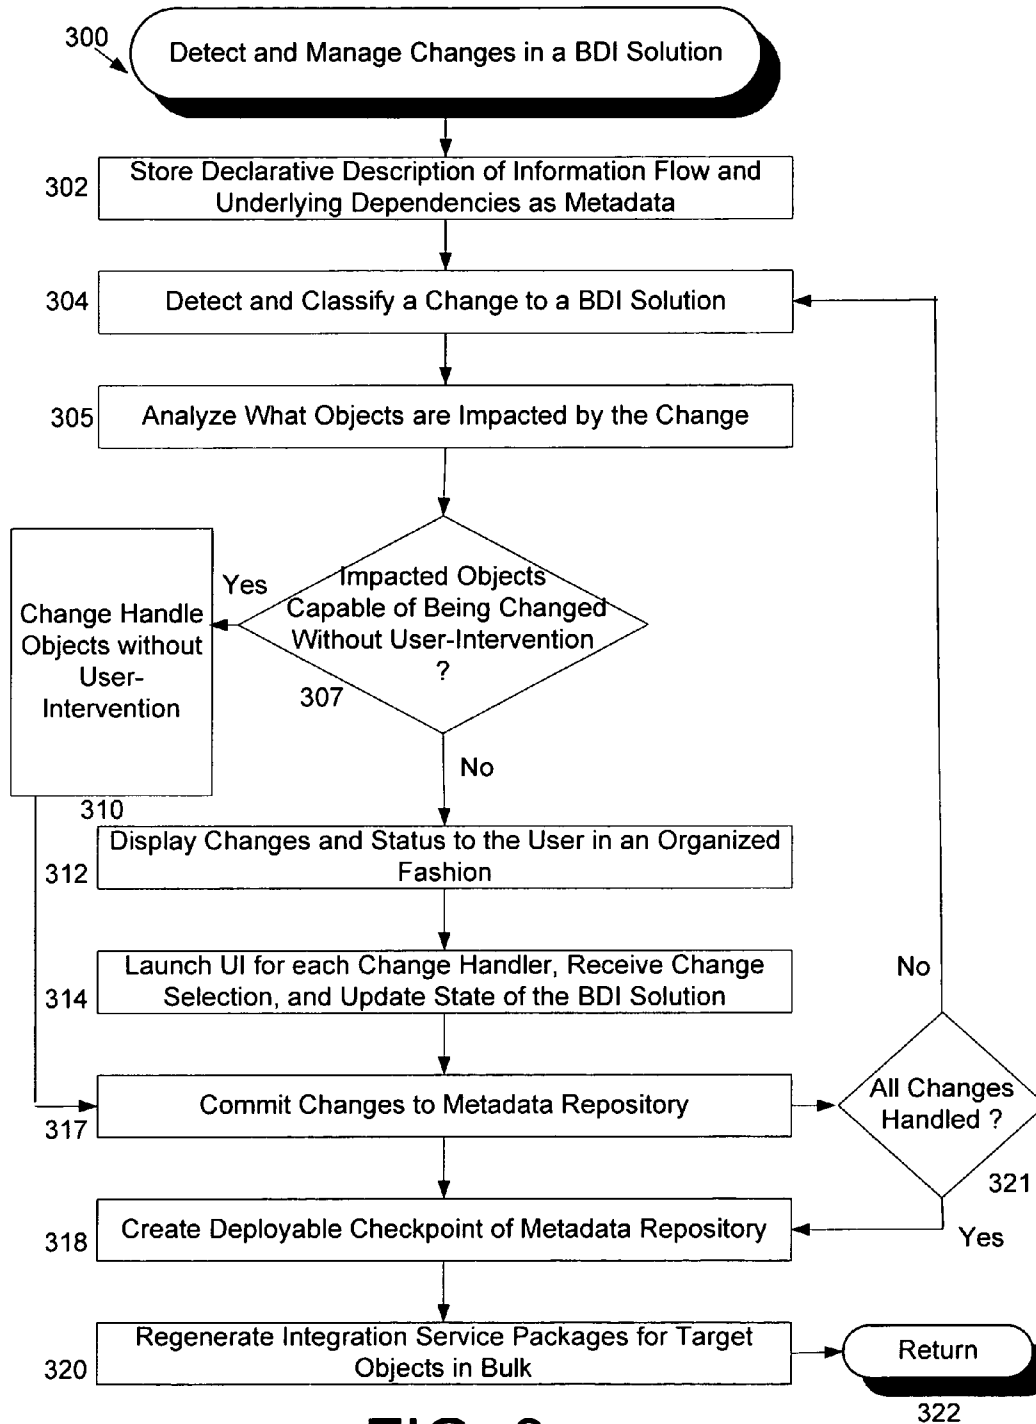 300
Detect and Manage Changes in a BDI Solution
302
Store Declarative Description of Information Flow and
Underlying Dependencies as Metadata
304
Detect and Classify a Change to a BDI Solution
305
Analyze What Objects are Impacted by the Change
Impacted Objects
Capable of Being Changed
Without User-Intervention
?
307
Yes
Change Handle
Objects without
User-
Intervention
310
No
312
Display Changes and Status to the User in an Organized
Fashion
314
Launch UI for each Change Handler, Receive Change
Selection, and Update State of the BDI Solution
317
Commit Changes to Metadata Repository
All Changes
Handled ?
321
No
Yes
318
Create Deployable Checkpoint of Metadata Repository
320
Regenerate Integration Service Packages for Target
Objects in Bulk
Return
322